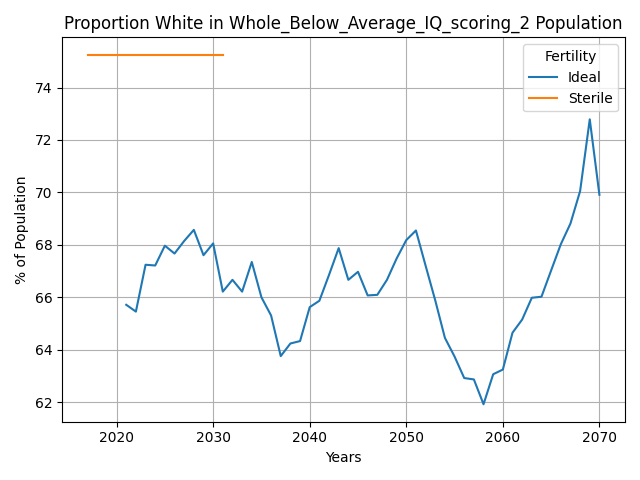 Proportion White in Whole_Below_Average_IQ_scoring_2 Population
Fertility
Ideal
Sterile
% of Population
74
72
70
68
66
64
62
2020 2030 2040 2050 2060 2070
Years